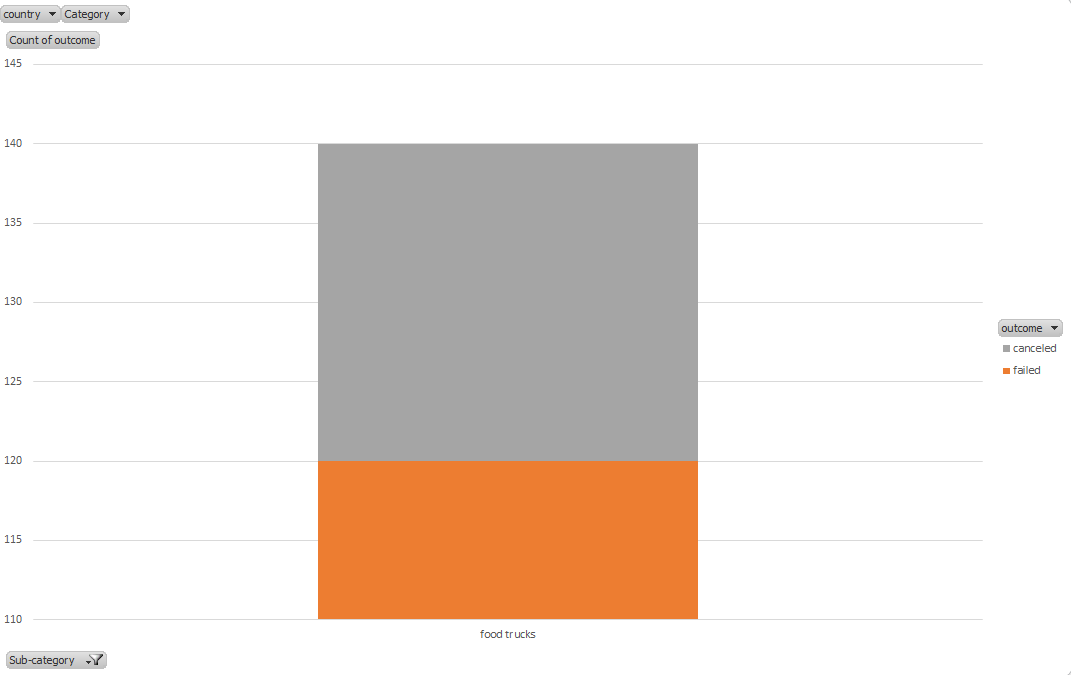 country Category
Count of outcome
145
140
135
130
125
120
115
110
food trucks
outcome
canceled
failed
Sub-category